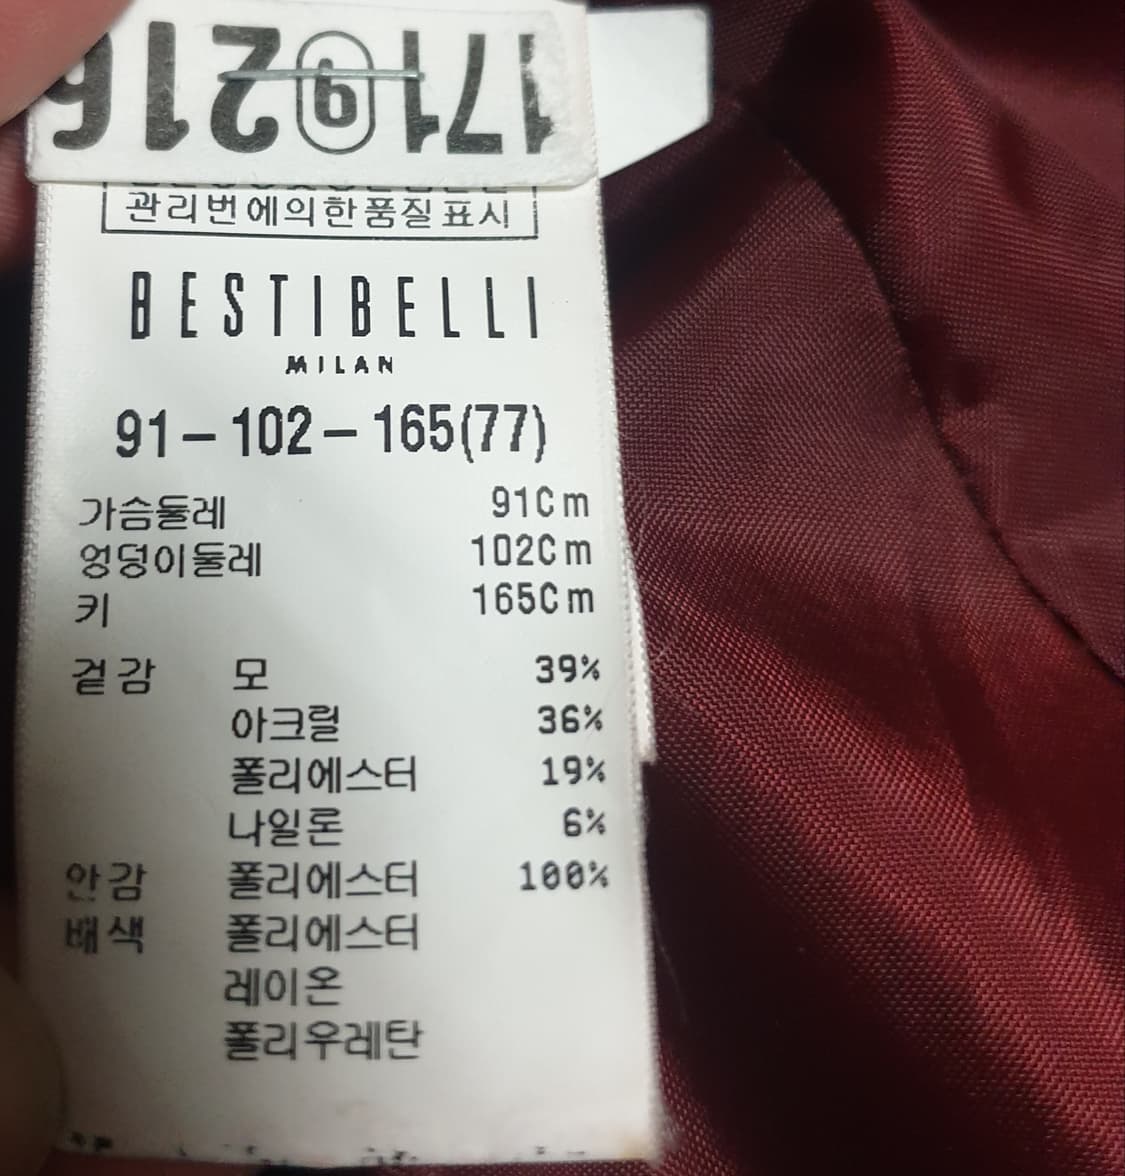 관리번에의한품질표시
BESTIBELLI
MILAN
91-102-165(77)
가슴둘레 91Cm
엉덩이둘레 102Cm
키 165Cm
겉감 모 39%
아크릴 36%
폴리에스터 19%
나일론 6%
안감 폴리에스터 100%
배색 폴리에스터
레이온
폴리우레탄